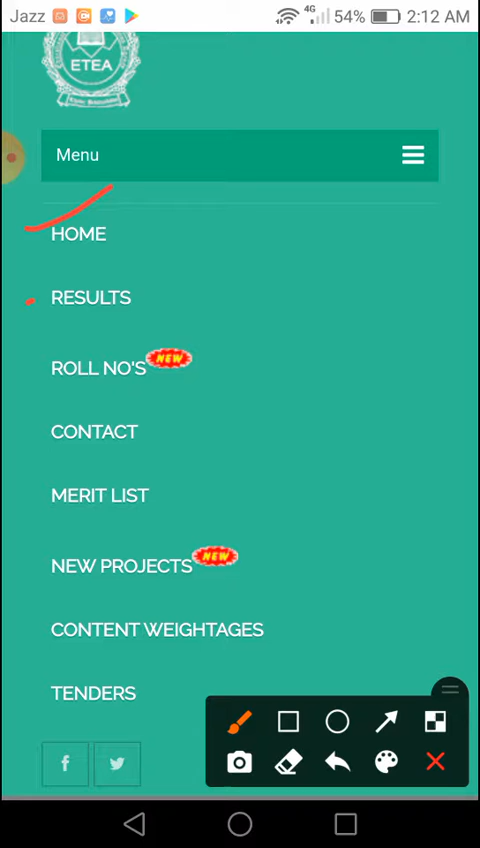 Jazz 4G 54% 2:12 AM
ETEA
Menu
HOME
RESULTS
ROLL NO'S NEW
CONTACT
MERIT LIST
NEW PROJECTS NEW
CONTENT WEIGHTAGES
TENDERS